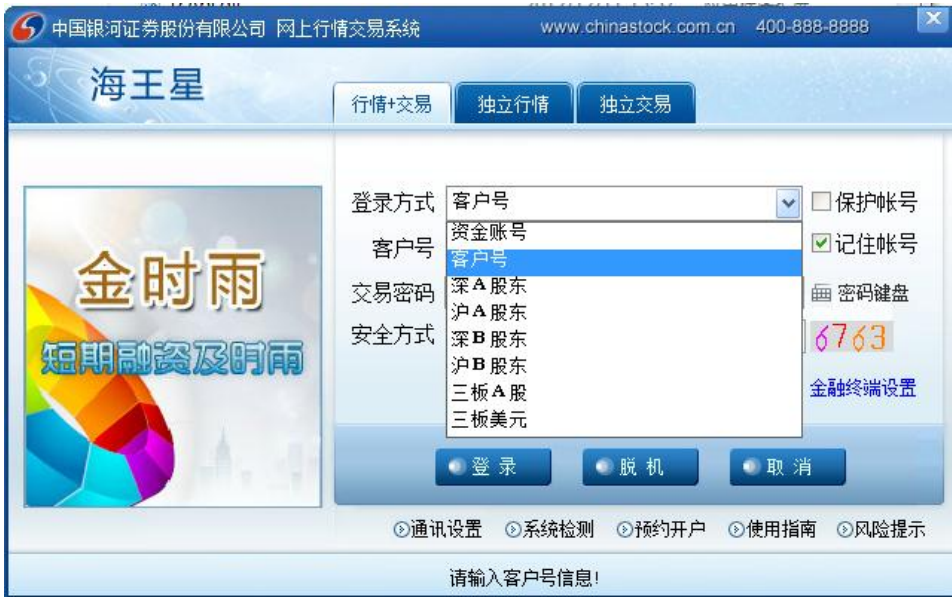 中国银河证券股份有限公司 网上行情交易系统 www.chinastock.com.cn 400-888-8888
海王星
行情+交易 独立行情 独立交易
登录方式 客户号 保护帐号
客户号 记住帐号
交易密码 密码键盘
安全方式 6763
资金账号
客户号
深A股东
沪A股东
深B股东
沪B股东
三板A股
三板美元
金融终端设置
金时雨
短期融资及时雨
登录 脱机 取消
通讯设置 系统检测 预约开户 使用指南 风险提示
请输入客户号信息!